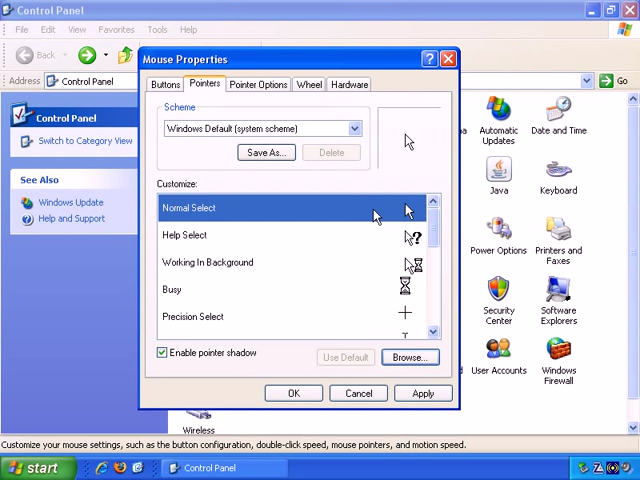 Control Panel
File Edit View Favorites Tools Help
Back
Address Control Panel Go
Control Panel
Switch to Category View
See Also
Windows Update
Help and Support
Mouse Properties
Buttons Pointers Pointer Options Wheel Hardware
Scheme
Windows Default (system scheme)
Save As... Delete
Customize:
Normal Select
Help Select
Working In Background
Busy
Precision Select
Enable pointer shadow
Use Default Browse...
OK Cancel Apply
Automatic Updates
Date and Time
Java
Keyboard
Power Options
Printers and Faxes
Security Center
Software Explorers
User Accounts
Windows Firewall
Wireless
Customize your mouse settings, such as the button configuration, double-click speed, mouse pointers, and motion speed.
start Control Panel